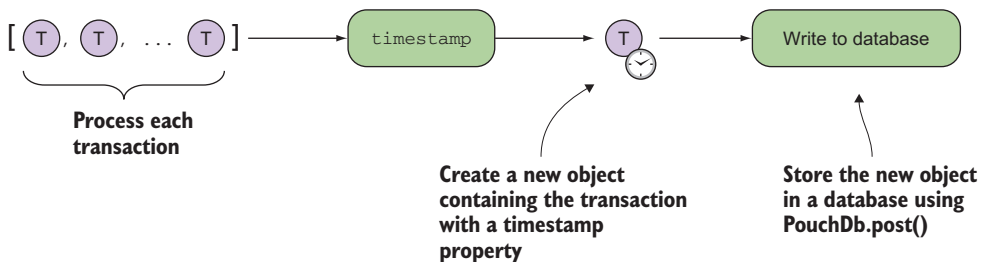 [ T, T, ... T ]
timestamp
T
Write to database
Process each
transaction
Create a new object
containing the transaction
with a timestamp
property
Store the new object
in a database using
PouchDb.post()